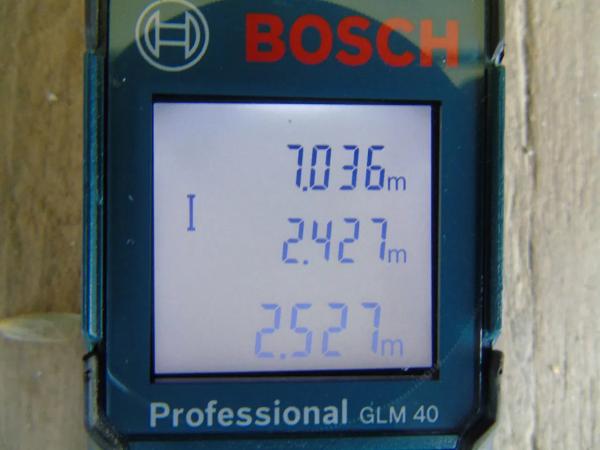 BOSCH
7.036m
2.427m
2.527m
Professional GLM 40